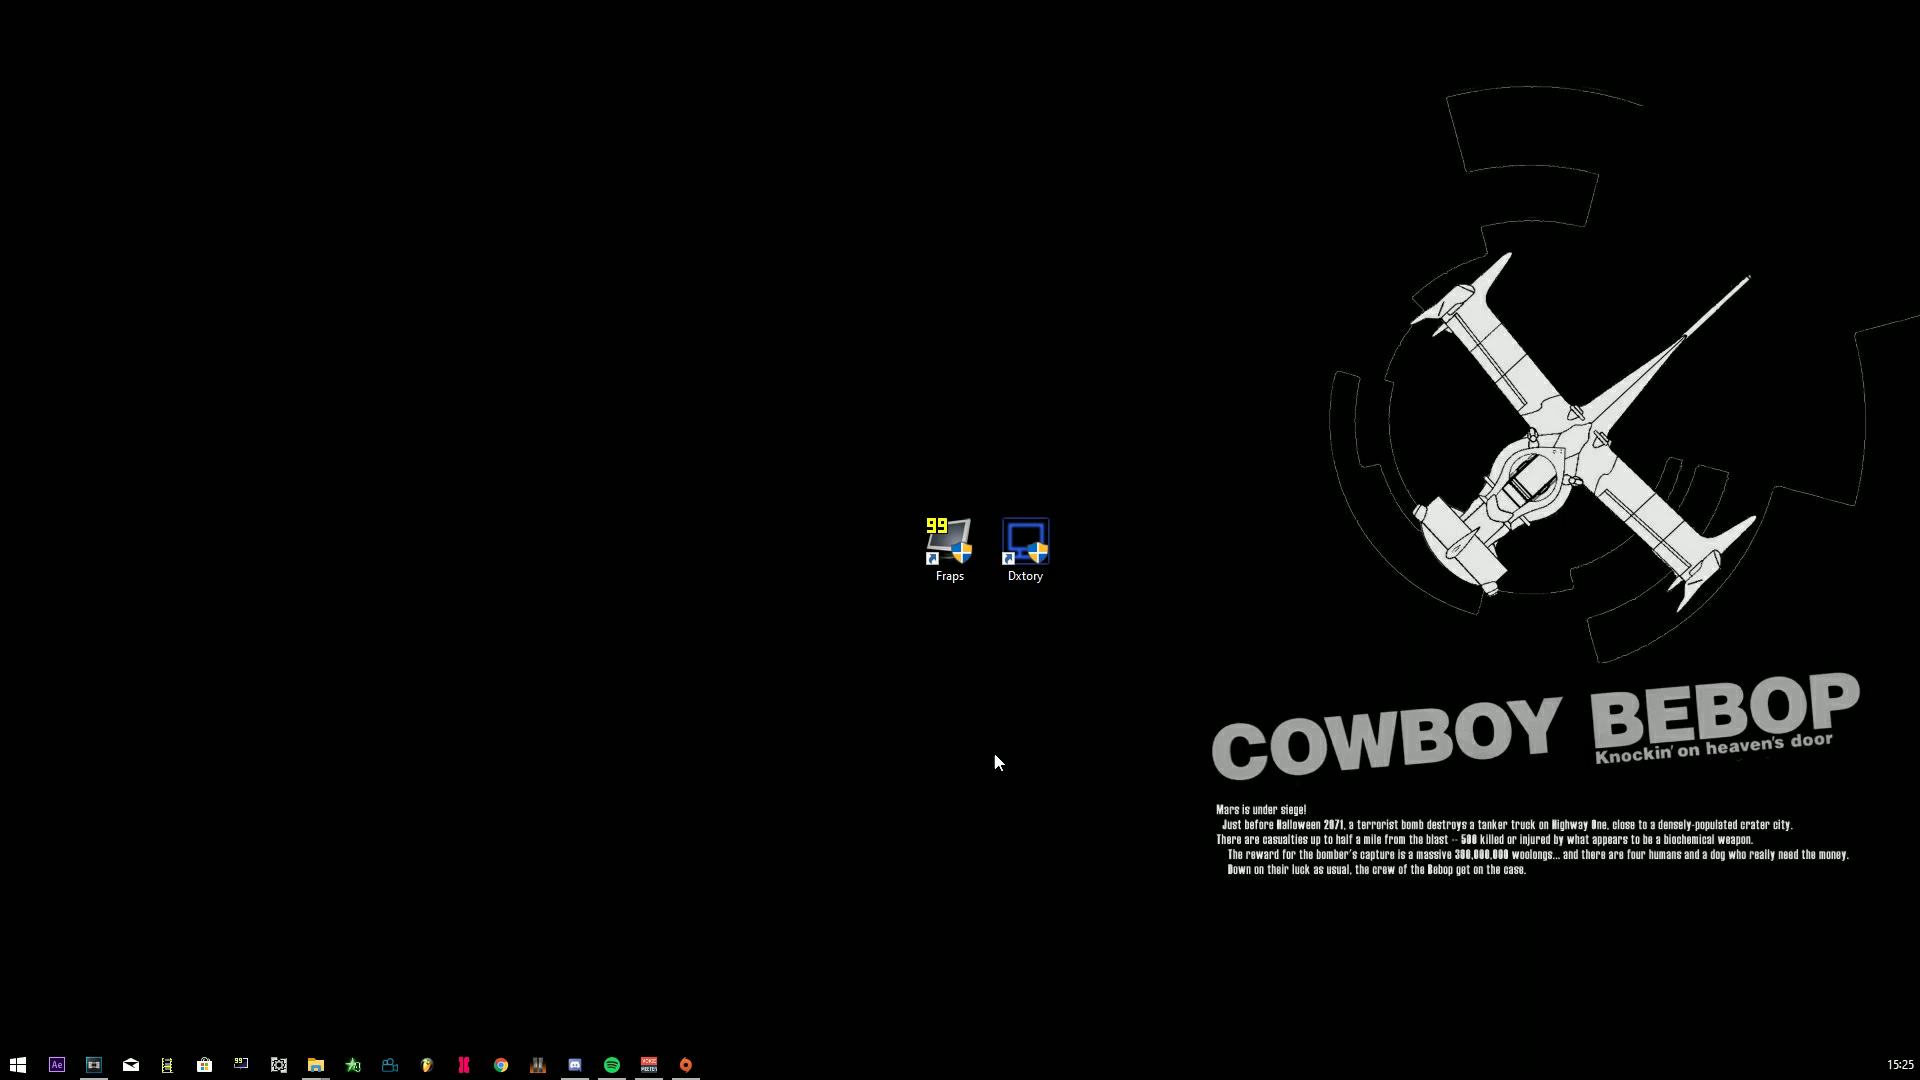 99
Fraps
Dxtory
COWBOY BEBOP
Knockin' on heaven's door
Mars is under siege!
Just before Halloween 2071, a terrorist bomb destroys a tanker truck on Highway One, close to a densely-populated crater city.
There are casualties up to half a mile from the blast -- 500 killed or injured by what appears to be a biochemical weapon.
The reward for the bomber's capture is a massive 300,000,000 woolongs... and there are four humans and a dog who really need the money.
Down on their luck as usual, the crew of the Bebop get on the case.
Ae
99
15:25